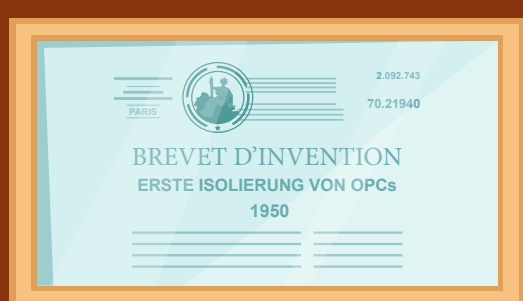 2.092.743
70.21940
PARIS
BREVET D'INVENTION
ERSTE ISOLIERUNG VON OPCs
1950